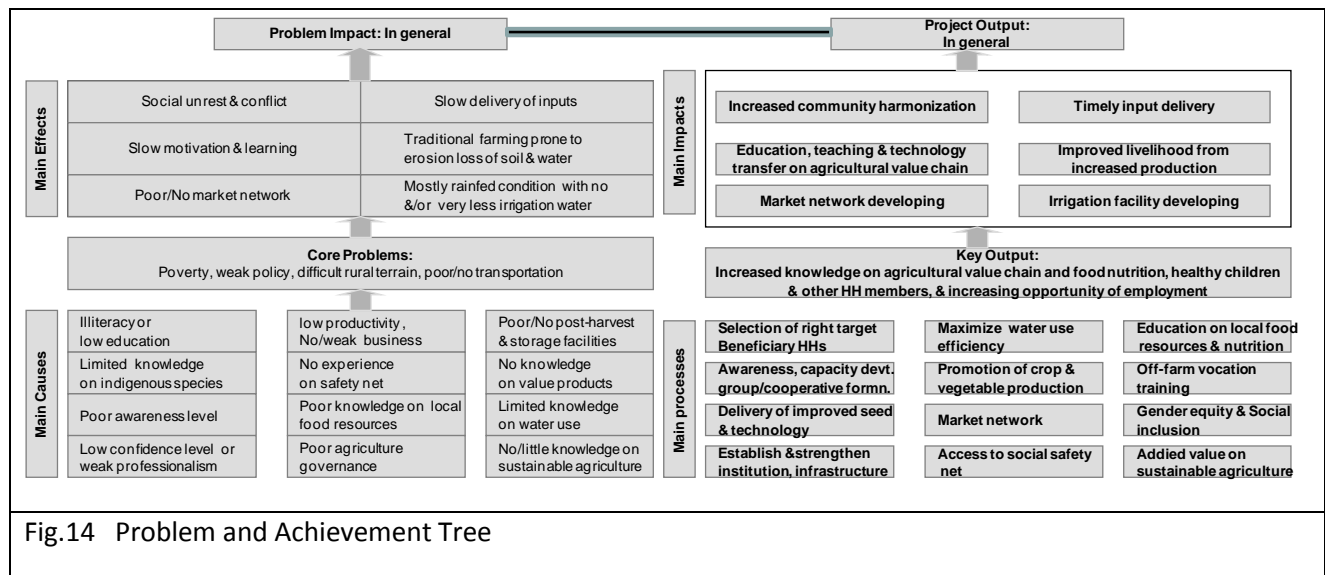 Problem Impact: In general
Project Output:
In general
Main Effects
Social unrest & conflict
Slow delivery of inputs
Slow motivation & learning
Traditional farming prone to
erosion loss of soil & water
Poor/No market network
Mostly rainfed condition with no
&/or very less irrigation water
Main Impacts
Increased community harmonization
Timely input delivery
Education, teaching & technology
transfer on agricultural value chain
Improved livelihood from
increased production
Market network developing
Irrigation facility developing
Core Problems:
Poverty, weak policy, difficult rural terrain, poor/no transportation
Key Output:
Increased knowledge on agricultural value chain and food nutrition, healthy children
& other HH members, & increasing opportunity of employment
Main Causes
Illiteracy or
low education
low productivity,
No/weak business
Poor/No post-harvest
& storage facilities
Limited knowledge
on indigenous species
No experience
on safety net
No knowledge
on value products
Poor awareness level
Poor knowledge on local
food resources
Limited knowledge
on water use
Low confidence level or
weak professionalism
Poor agriculture
governance
No/little knowledge on
sustainable agriculture
Main processes
Selection of right target
Beneficiary HHs
Maximize water use
efficiency
Education on local food
resources & nutrition
Awareness, capacity devt.
group/cooperative formn.
Promotion of crop &
vegetable production
Off-farm vocation
training
Delivery of improved seed
& technology
Market network
Gender equity & Social
inclusion
Establish &strengthen
institution, infrastructure
Access to social safety
net
Addied value on
sustainable agriculture
Fig.14 Problem and Achievement Tree